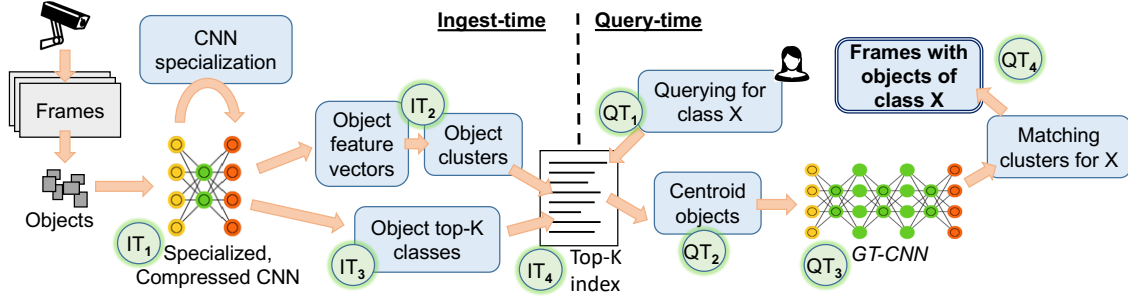 Ingest-time
Query-time
CNN
specialization
Frames
Objects
IT1
Specialized,
Compressed CNN
Object
feature
vectors
IT2
Object
clusters
Object top-K
classes
IT3
IT4
Top-K
index
QT1
Querying for
class X
Centroid
objects
QT2
QT3
GT-CNN
Matching
clusters for X
Frames with
objects of
class X
QT4